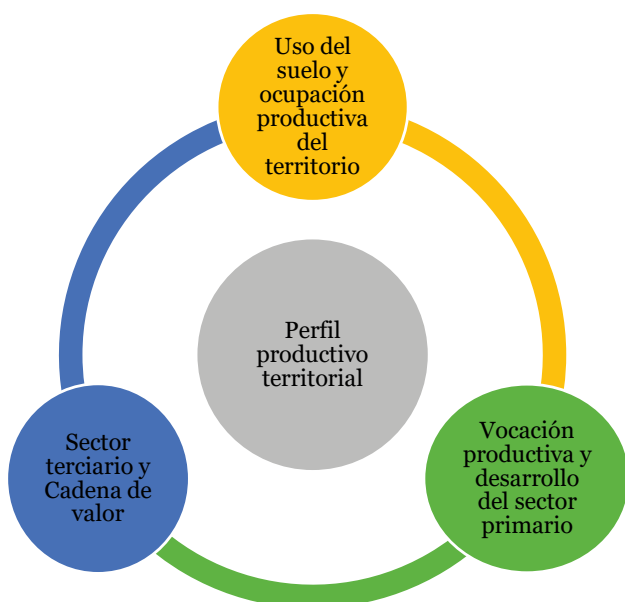 Uso del
suelo y
ocupación
productiva
del
territorio
Perfil
productivo
territorial
Sector
terciario y
Cadena de
valor
Vocación
productiva y
desarrollo
del sector
primario